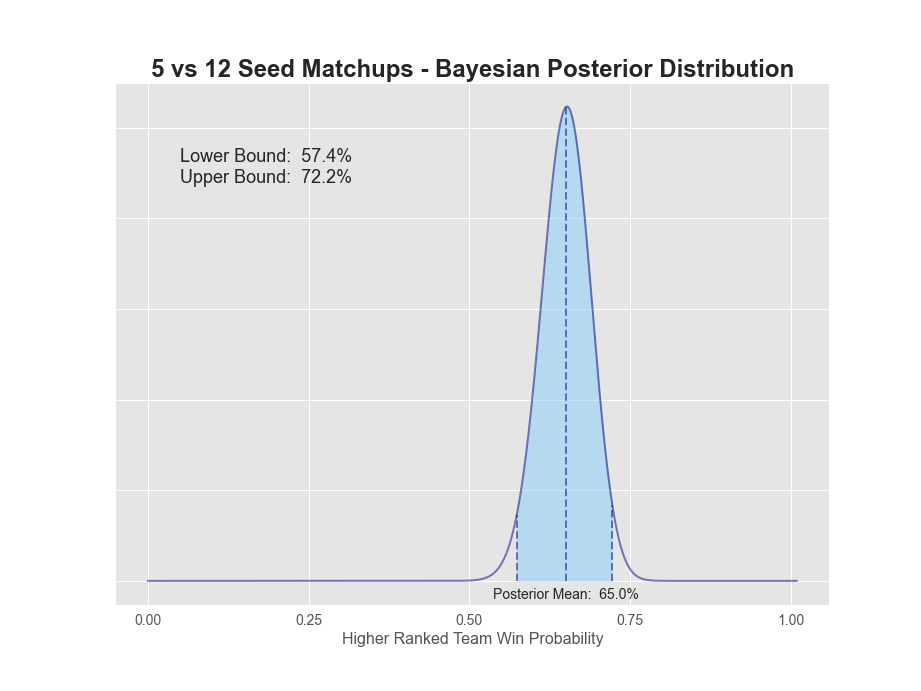 5 vs 12 Seed Matchups - Bayesian Posterior Distribution
Lower Bound: 57.4%
Upper Bound: 72.2%
Posterior Mean: 65.0%
0.00 0.25 0.50 0.75 1.00
Higher Ranked Team Win Probability